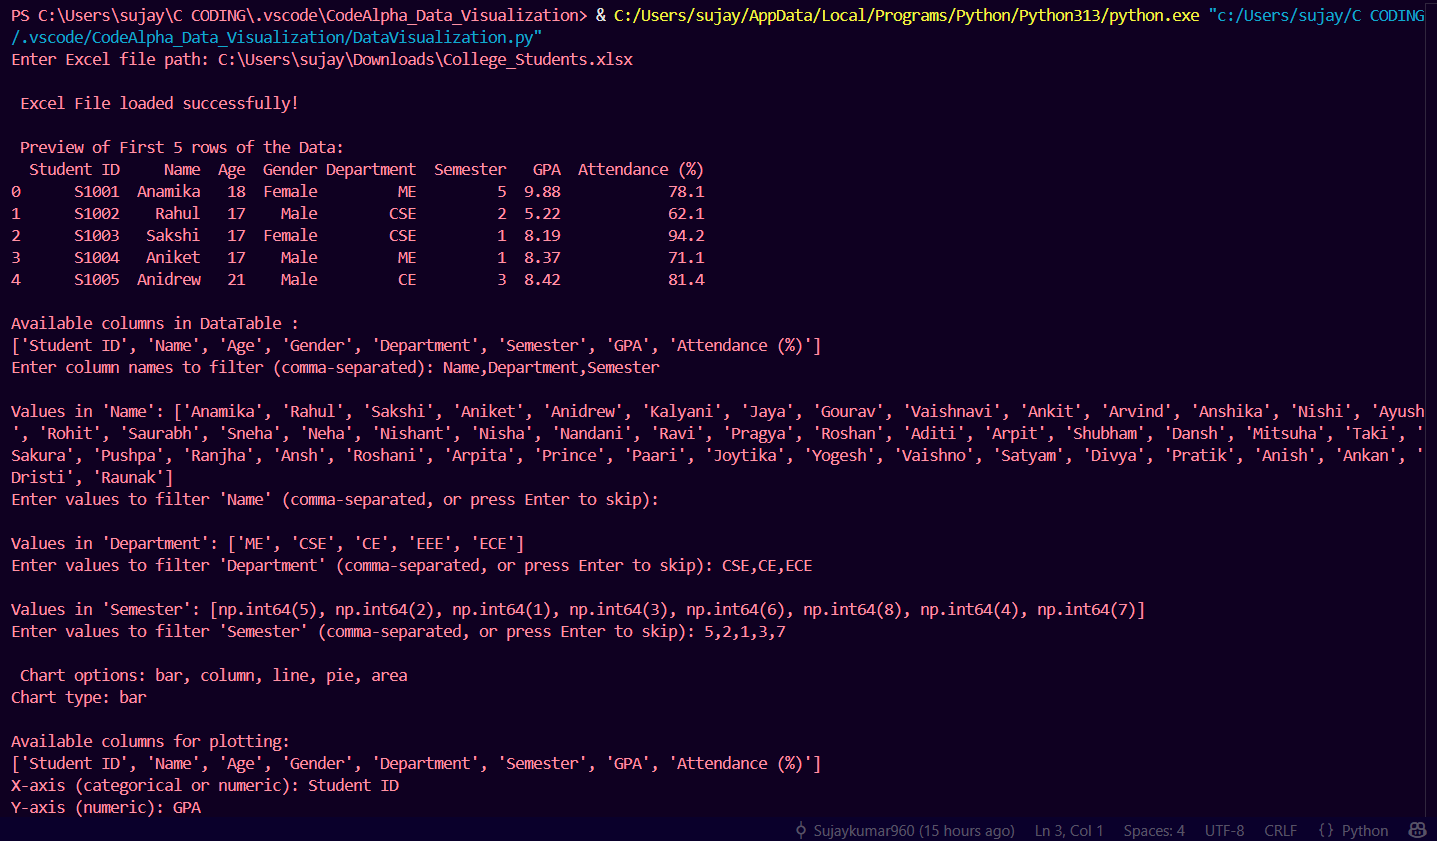 PS C:\Users\sujay\C CODING\.vscode\CodeAlpha_Data_Visualization> & C:/Users/sujay/AppData/Local/Programs/Python/Python313/python.exe "c:/Users/sujay/C CODING
/.vscode/CodeAlpha_Data_Visualization/DataVisualization.py"
Enter Excel file path: C:\Users\sujay\Downloads\College_Students.xlsx
Excel File loaded successfully!
Preview of First 5 rows of the Data:
Student ID Name Age Gender Department Semester GPA Attendance (%)
0 S1001 Anamika 18 Female ME 5 9.88 78.1
1 S1002 Rahul 17 Male CSE 2 5.22 62.1
2 S1003 Sakshi 17 Female CSE 1 8.19 94.2
3 S1004 Aniket 17 Male ME 1 8.37 71.1
4 S1005 Anidrew 21 Male CE 3 8.42 81.4
Available columns in DataTable :
['Student ID', 'Name', 'Age', 'Gender', 'Department', 'Semester', 'GPA', 'Attendance (%)']
Enter column names to filter (comma-separated): Name,Department,Semester
Values in 'Name': ['Anamika', 'Rahul', 'Sakshi', 'Aniket', 'Anidrew', 'Kalyani', 'Jaya', 'Gourav', 'Vaishnavi', 'Ankit', 'Arvind', 'Anshika', 'Nishi', 'Ayush
', 'Rohit', 'Saurabh', 'Sneha', 'Neha', 'Nishant', 'Nisha', 'Nandani', 'Ravi', 'Pragya', 'Roshan', 'Aditi', 'Arpit', 'Shubham', 'Dansh', 'Mitsuha', 'Taki', '
Sakura', 'Pushpa', 'Ranjha', 'Ansh', 'Roshani', 'Arpita', 'Prince', 'Paari', 'Joytika', 'Yogesh', 'Vaishno', 'Satyam', 'Divya', 'Pratik', 'Anish', 'Ankan', '
Dristi', 'Raunak']
Enter values to filter 'Name' (comma-separated, or press Enter to skip):
Values in 'Department': ['ME', 'CSE', 'CE', 'EEE', 'ECE']
Enter values to filter 'Department' (comma-separated, or press Enter to skip): CSE,CE,ECE
Values in 'Semester': [np.int64(5), np.int64(2), np.int64(1), np.int64(3), np.int64(6), np.int64(8), np.int64(4), np.int64(7)]
Enter values to filter 'Semester' (comma-separated, or press Enter to skip): 5,2,1,3,7
Chart options: bar, column, line, pie, area
Chart type: bar
Available columns for plotting:
['Student ID', 'Name', 'Age', 'Gender', 'Department', 'Semester', 'GPA', 'Attendance (%)']
X-axis (categorical or numeric): Student ID
Y-axis (numeric): GPA
Sujaykumar960 (15 hours ago) Ln 3, Col 1 Spaces: 4 UTF-8 CRLF {} Python